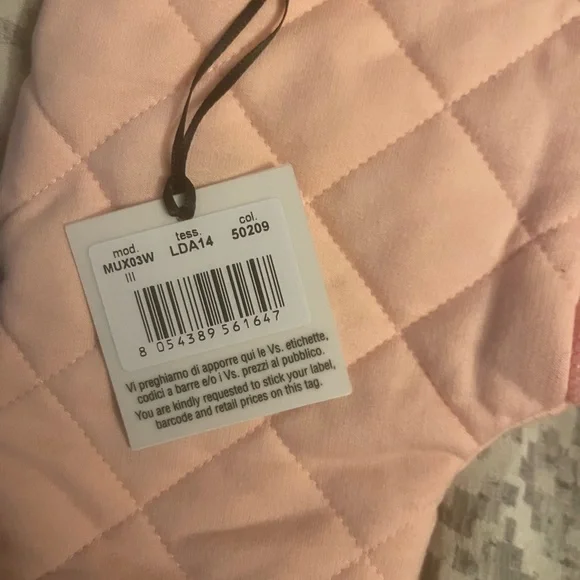 mod. tess. col.
MUX03W LDA14 50209
III
8 054389 561647
Vi preghiamo di apporre qui le Vs. etichette,
codici a barre e/o i Vs. prezzi al pubblico.
You are kindly requested to stick your label,
barcode and retail prices on this tag.